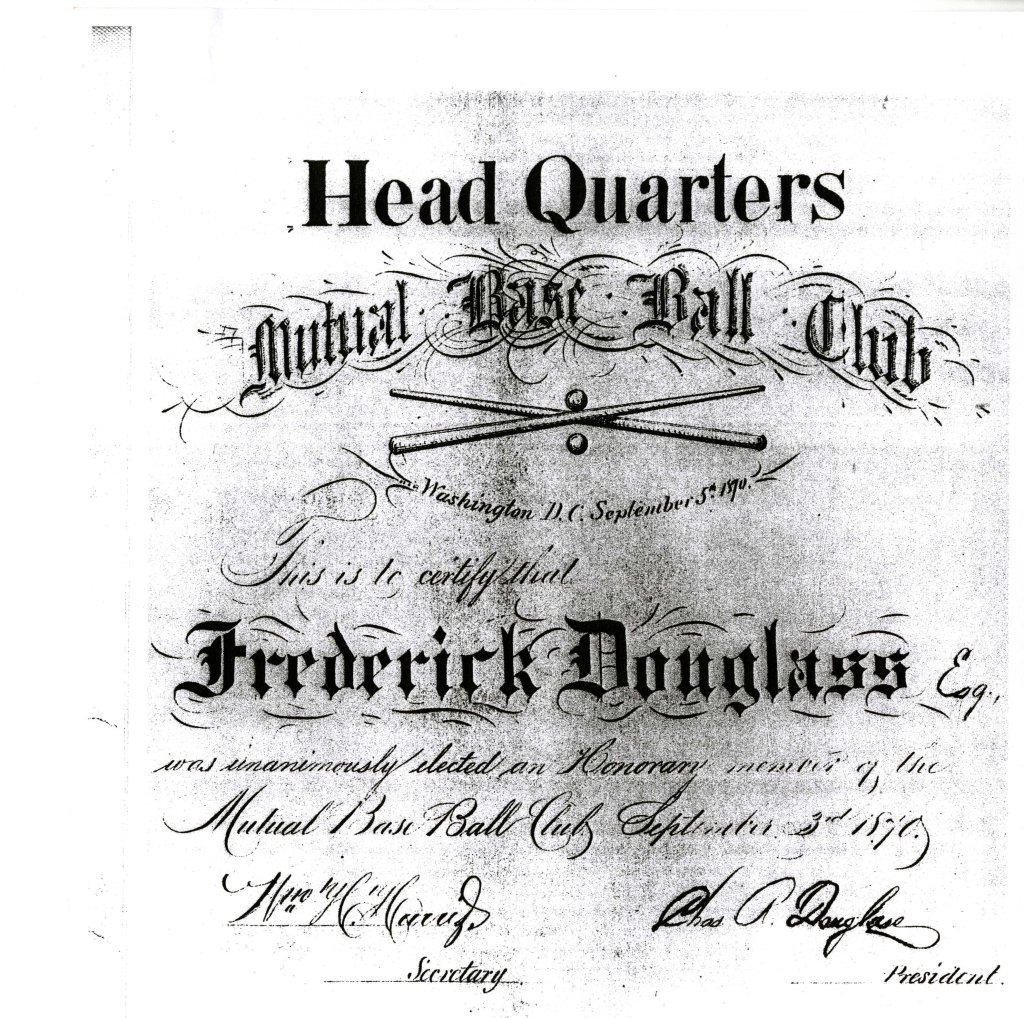 Head Quarters
Mutual Base Ball Club
Washington D.C. September 5th 1870.
This is to certify that
Frederick Douglass Esq.,
was unanimously elected an Honorary member of the
Mutual Base Ball Club September 3rd 1870.
Chas R. Douglass
Secretary
President.